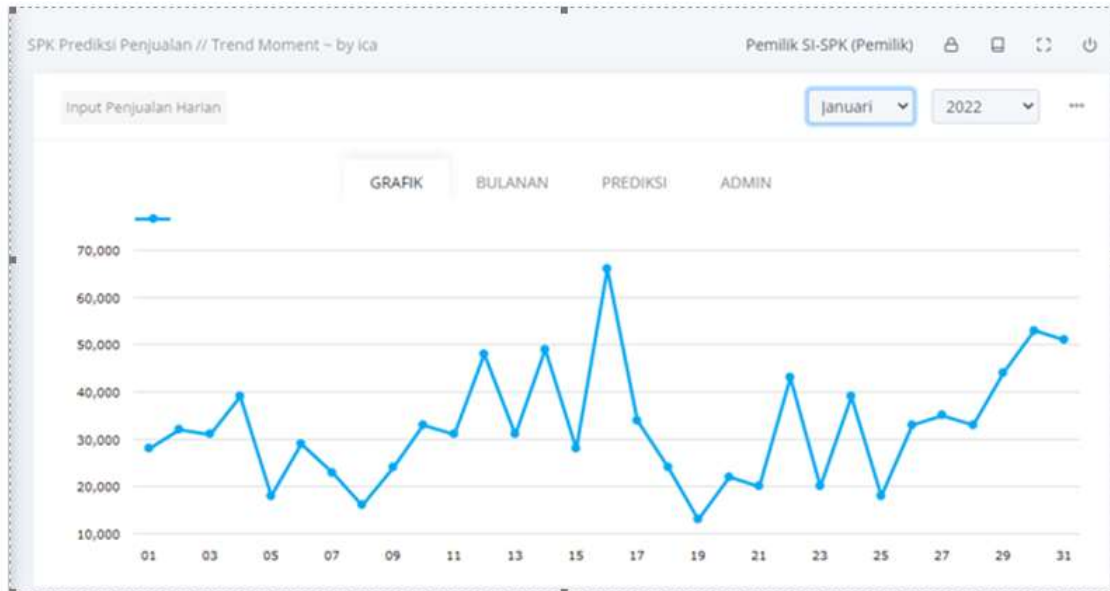 SPK Prediksi Penjualan // Trend Moment ~ by ica
Pemilik SI-SPK (Pemilik)
Input Penjualan Harian
Januari
2022
GRAFIK BULANAN PREDIKSI ADMIN
70,000
60,000
50,000
40,000
30,000
20,000
10,000
01 03 05 07 09 11 13 15 17 19 21 23 25 27 29 31